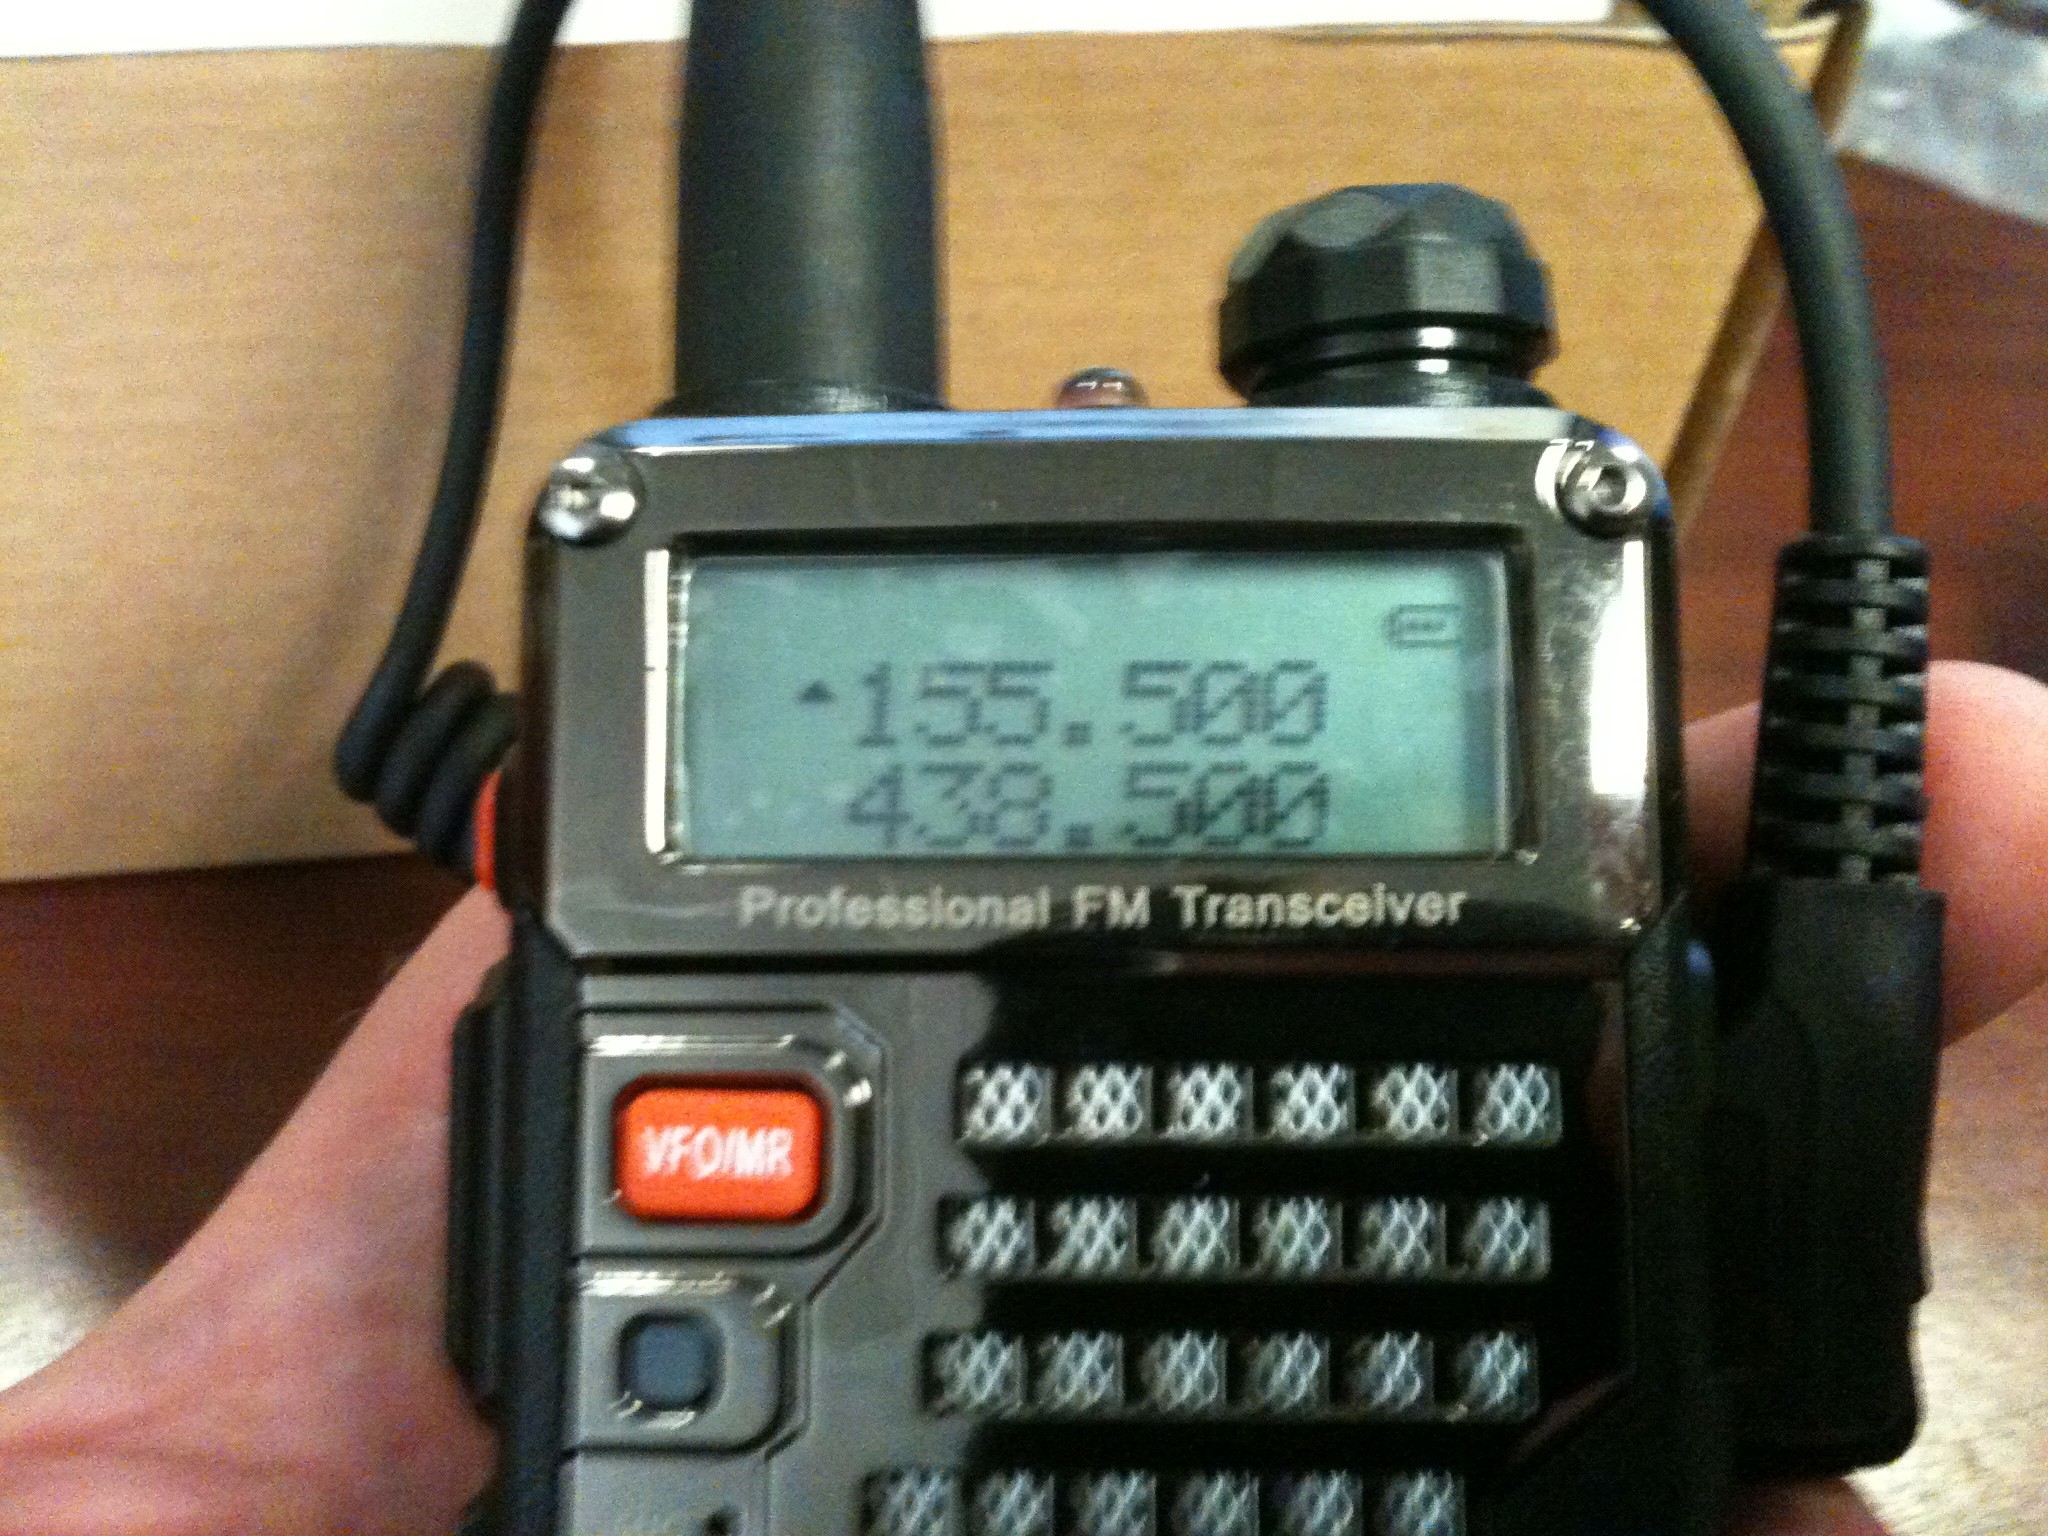 155.500
438.500
Professional FM Transceiver
VFO/MR